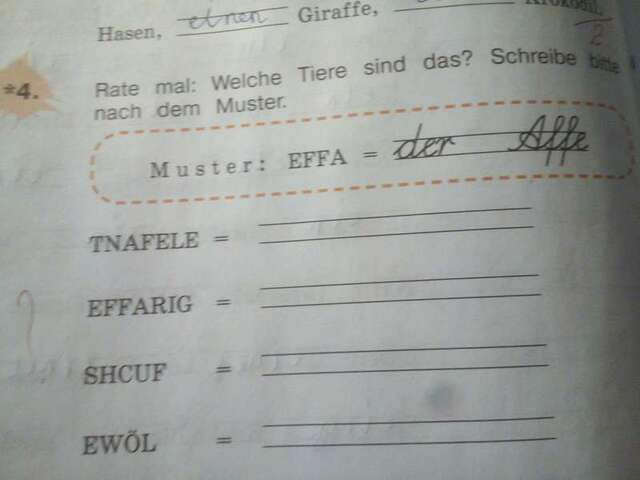 Hasen, einen Giraffe,
*4. Rate mal: Welche Tiere sind das? Schreibe bitte
nach dem Muster.
Muster: EFFA = der Affe
TNAFELE =
EFFARIG =
SHCUF =
EWÕL =